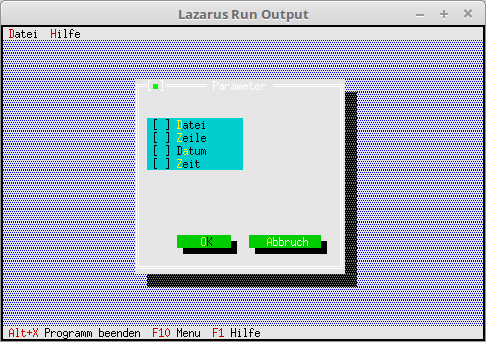 Lazarus Run Output
Datei Hilfe
Parameter
[ ] Datei
[ ] Zeile
[ ] Datum
[ ] Zeit
OK Abbruch
Alt+X Programm beenden F10 Menu F1 Hilfe